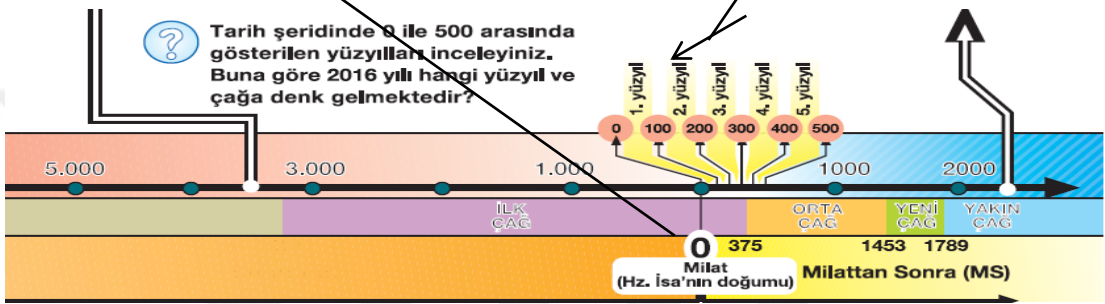 ?
Tarih şeridinde 0 ile 500 arasında
gösterilen yüzyılları inceleyiniz.
Buna göre 2016 yılı hangi yüzyıl ve
çağa denk gelmektedir?
1. yüzyıl
2. yüzyıl
3. yüzyıl
4. yüzyıl
5. yüzyıl
0 100 200 300 400 500
5.000 3.000 1.000 1000 2000
İLK
ÇAĞ
ORTA
ÇAĞ
YENİ
ÇAĞ
YAKIN
ÇAĞ
0 375 1453 1789
Milat
(Hz. İsa'nın doğumu)
Milattan Sonra (MS)